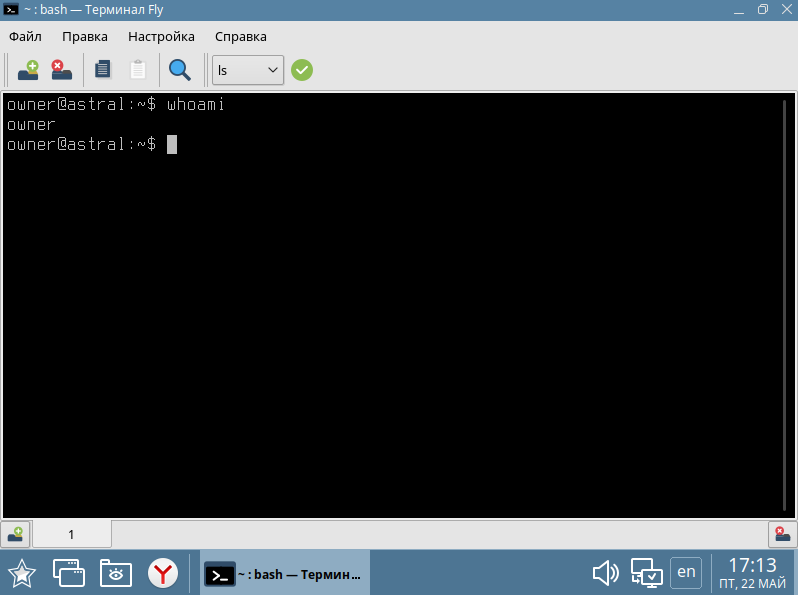 ~ : bash — Терминал Fly
Файл Правка Настройка Справка
ls
owner@astral:~$ whoami
owner
owner@astral:~$
1
~ : bash — Термин...
en
17:13
ПТ, 22 МАЙ